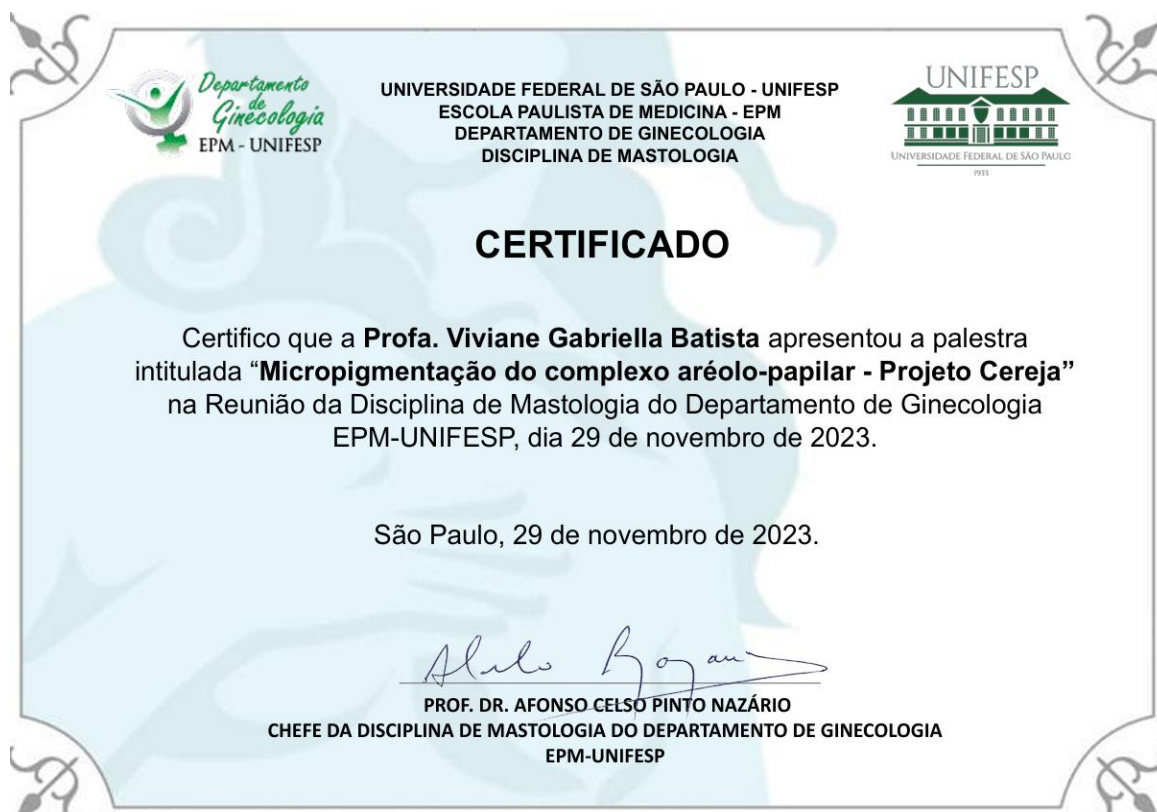 Departamento
de
Ginecologia
EPM - UNIFESP
UNIVERSIDADE FEDERAL DE SÃO PAULO - UNIFESP
ESCOLA PAULISTA DE MEDICINA - EPM
DEPARTAMENTO DE GINECOLOGIA
DISCIPLINA DE MASTOLOGIA
UNIFESP
UNIVERSIDADE FEDERAL DE SÃO PAULO
1933
CERTIFICADO
Certifico que a Profa. Viviane Gabriella Batista apresentou a palestra
intitulada “Micropigmentação do complexo aréolo-papilar - Projeto Cereja”
na Reunião da Disciplina de Mastologia do Departamento de Ginecologia
EPM-UNIFESP, dia 29 de novembro de 2023.
São Paulo, 29 de novembro de 2023.
PROF. DR. AFONSO CELSO PINTO NAZÁRIO
CHEFE DA DISCIPLINA DE MASTOLOGIA DO DEPARTAMENTO DE GINECOLOGIA
EPM-UNIFESP